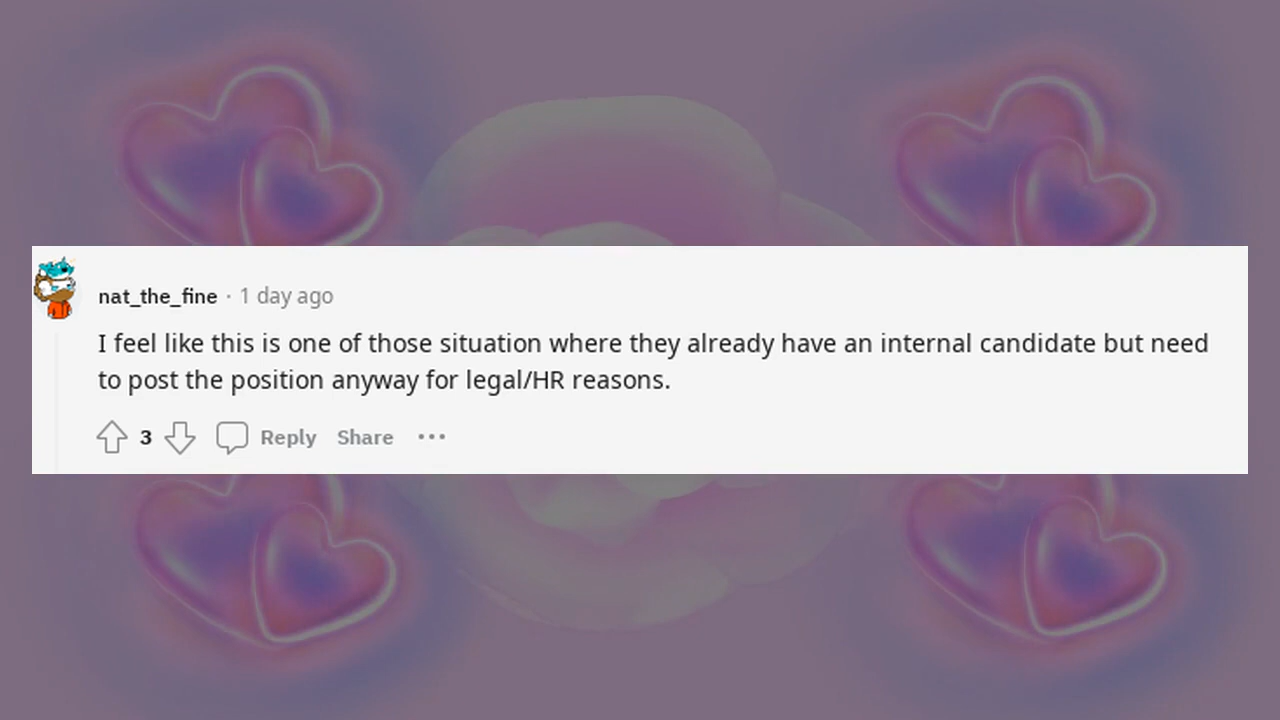 nat_the_fine · 1 day ago
I feel like this is one of those situation where they already have an internal candidate but need
to post the position anyway for legal/HR reasons.
3 Reply Share ···